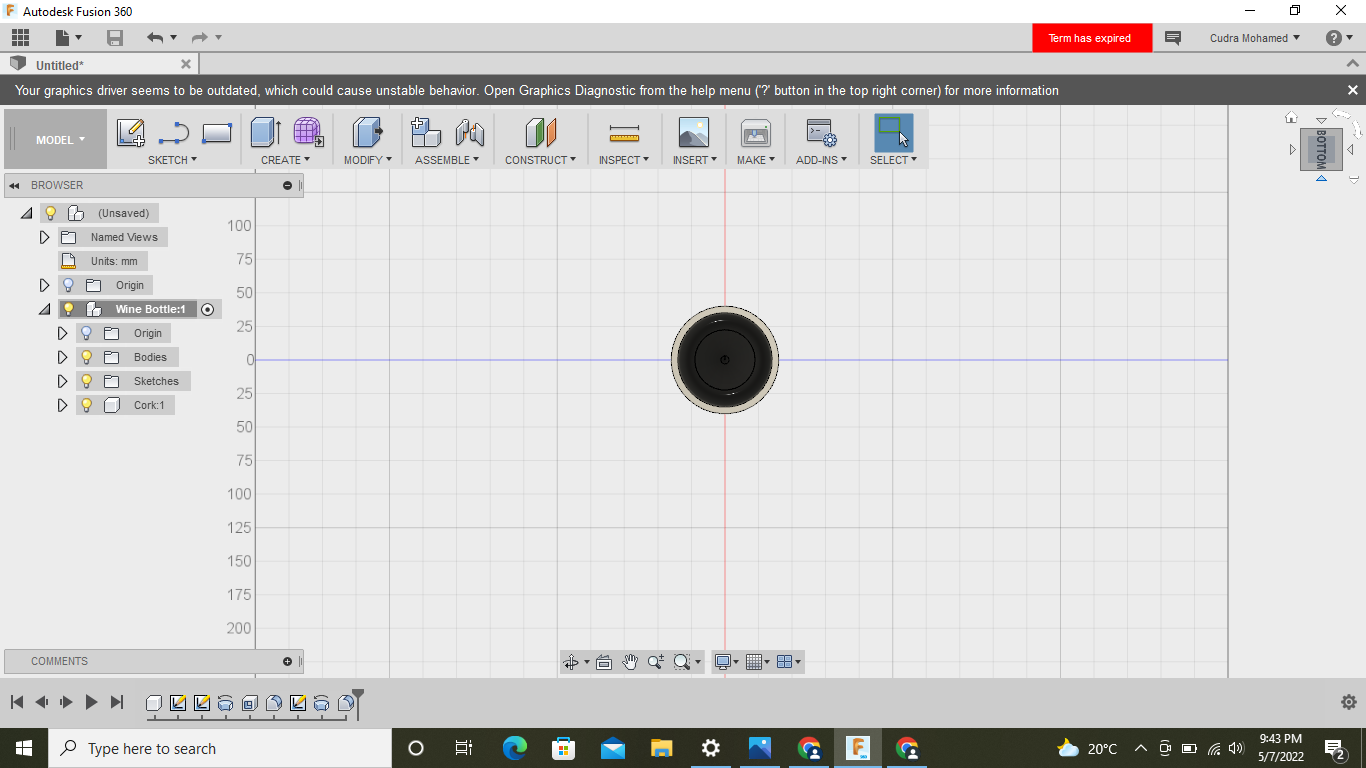 Autodesk Fusion 360
Term has expired
Cudra Mohamed
Untitled*
Your graphics driver seems to be outdated, which could cause unstable behavior. Open Graphics Diagnostic from the help menu ('?' button in the top right corner) for more information
MODEL
SKETCH
CREATE
MODIFY
ASSEMBLE
CONSTRUCT
INSPECT
INSERT
MAKE
ADD-INS
SELECT
BOTTOM
BROWSER
(Unsaved)
Named Views
Units: mm
Origin
Wine Bottle:1
Origin
Bodies
Sketches
Cork:1
100
75
50
25
0
25
50
75
100
125
150
175
200
COMMENTS
Type here to search
20°C
9:43 PM
5/7/2022
2